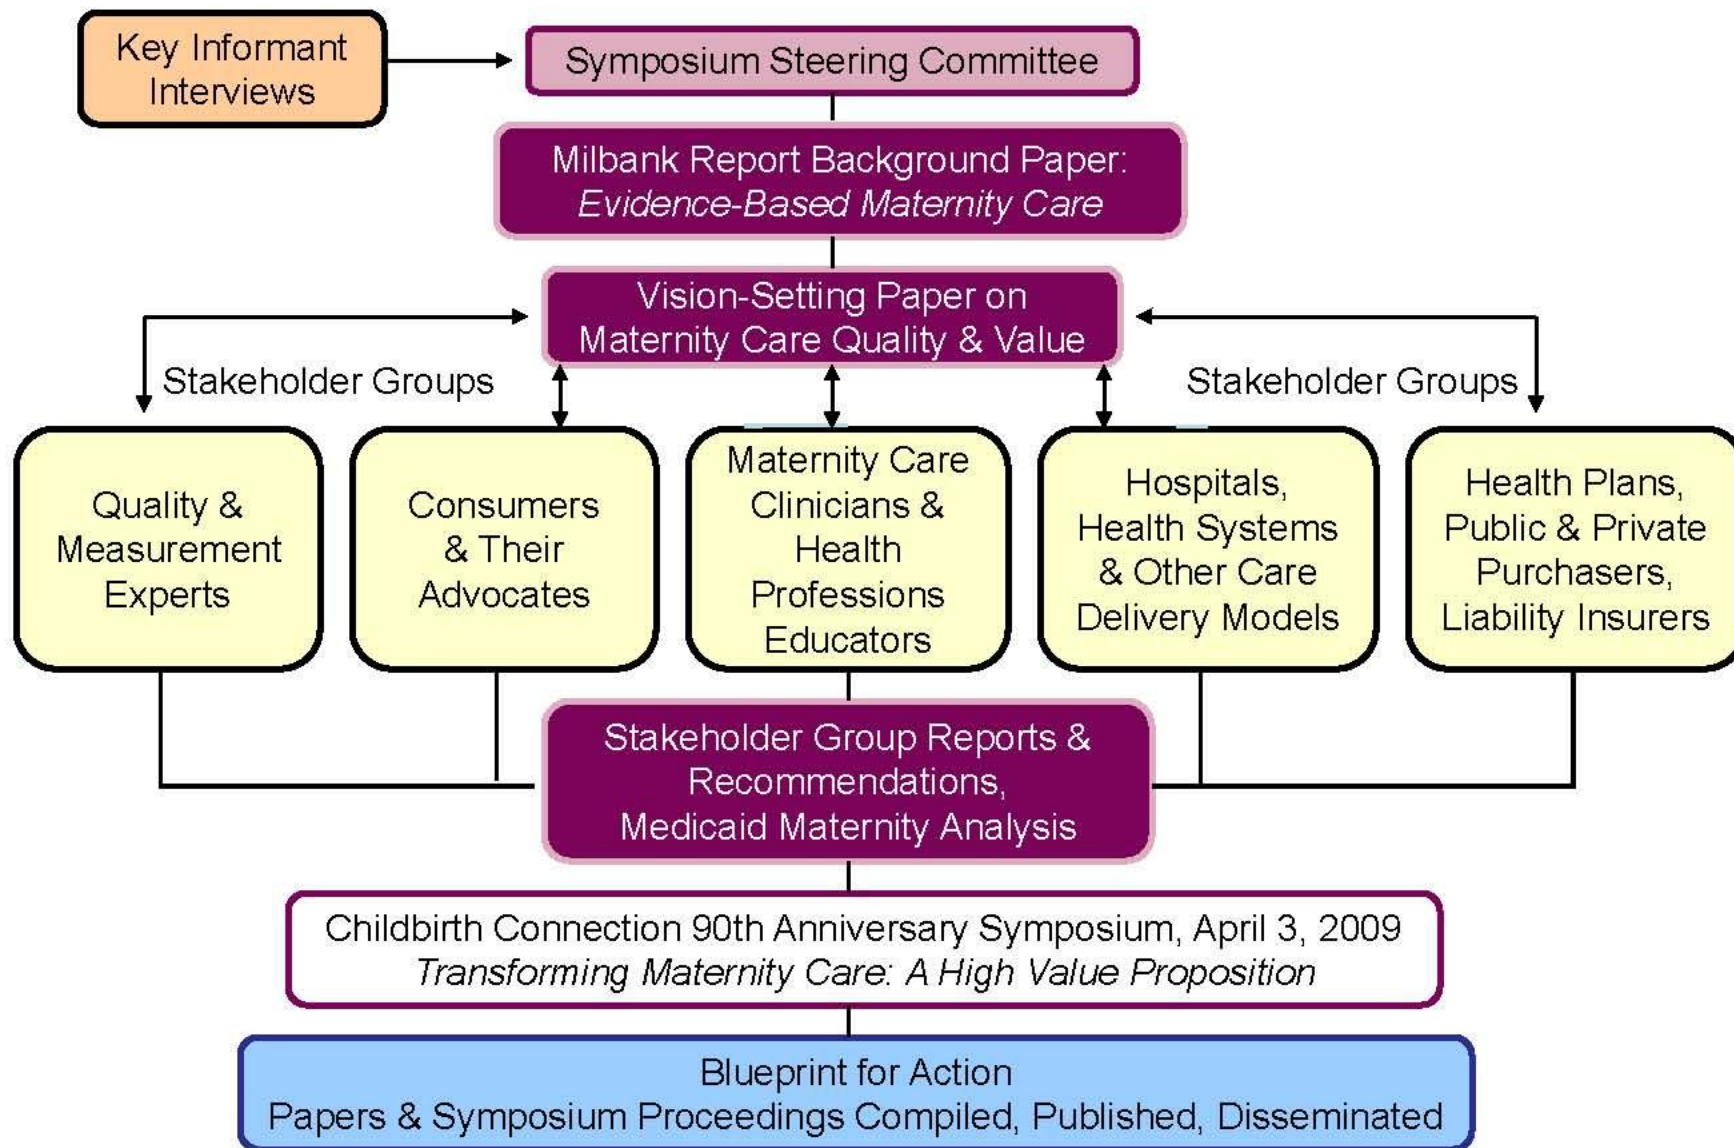 Key Informant
Interviews
Symposium Steering Committee
Milbank Report Background Paper:
Evidence-Based Maternity Care
Vision-Setting Paper on
Maternity Care Quality & Value
Stakeholder Groups
Stakeholder Groups
Quality &
Measurement
Experts
Consumers
& Their
Advocates
Maternity Care
Clinicians &
Health
Professions
Educators
Hospitals,
Health Systems
& Other Care
Delivery Models
Health Plans,
Public & Private
Purchasers,
Liability Insurers
Stakeholder Group Reports &
Recommendations,
Medicaid Maternity Analysis
Childbirth Connection 90th Anniversary Symposium, April 3, 2009
Transforming Maternity Care: A High Value Proposition
Blueprint for Action
Papers & Symposium Proceedings Compiled, Published, Disseminated